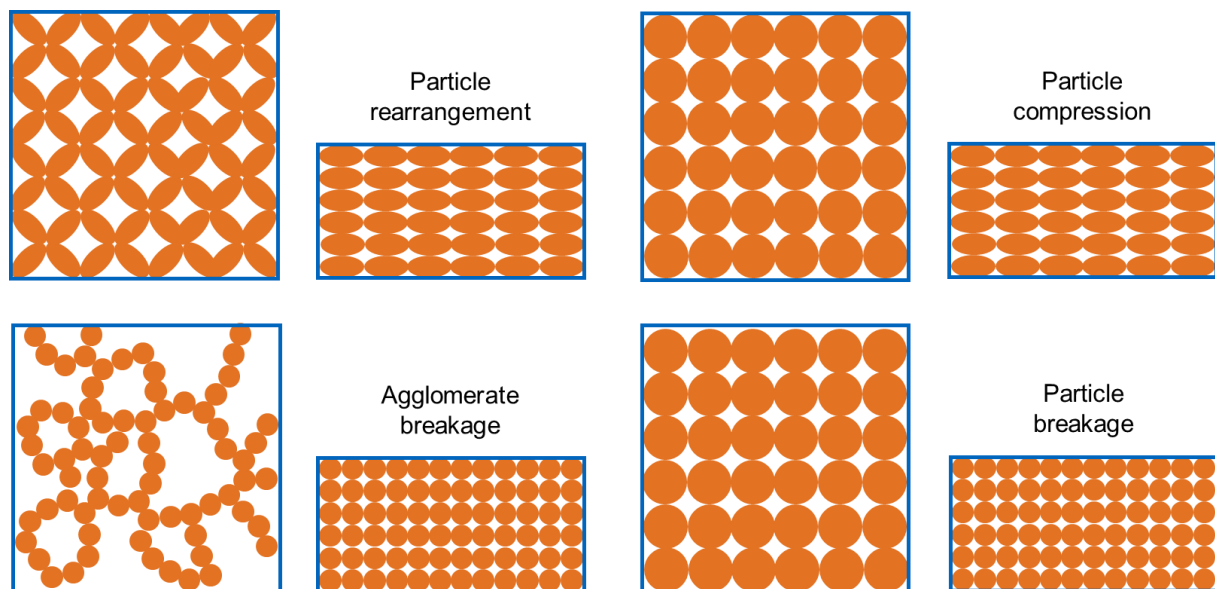 Particle
rearrangement
Particle
compression
Agglomerate
breakage
Particle
breakage